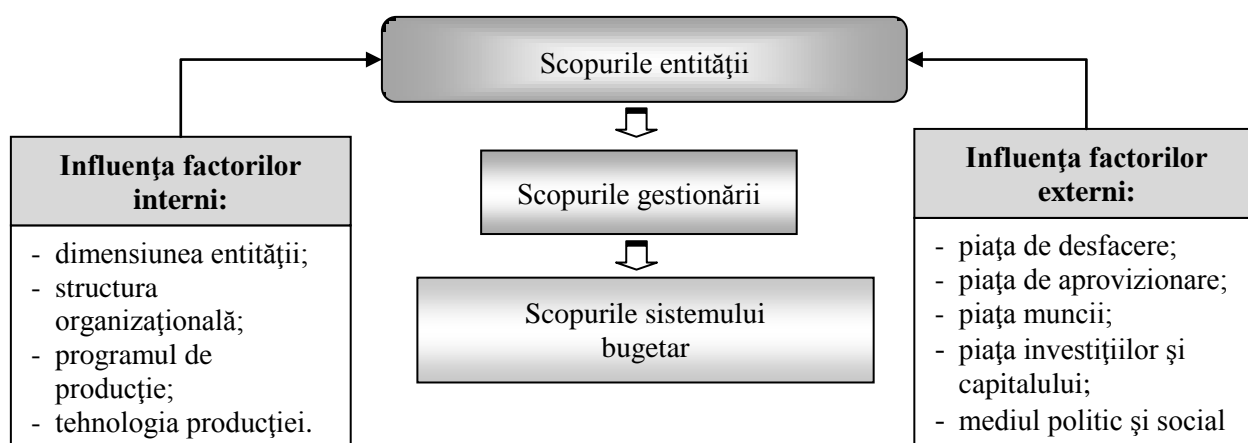 Scopurile entităţii
Influenţa factorilor
interni:
- dimensiunea entităţii;
- structura
organizaţională;
- programul de
producţie;
- tehnologia producţiei.
Scopurile gestionării
Scopurile sistemului
bugetar
Influenţa factorilor
externi:
- piaţa de desfacere;
- piaţa de aprovizionare;
- piaţa muncii;
- piaţa investiţiilor şi
capitalului;
- mediul politic şi social